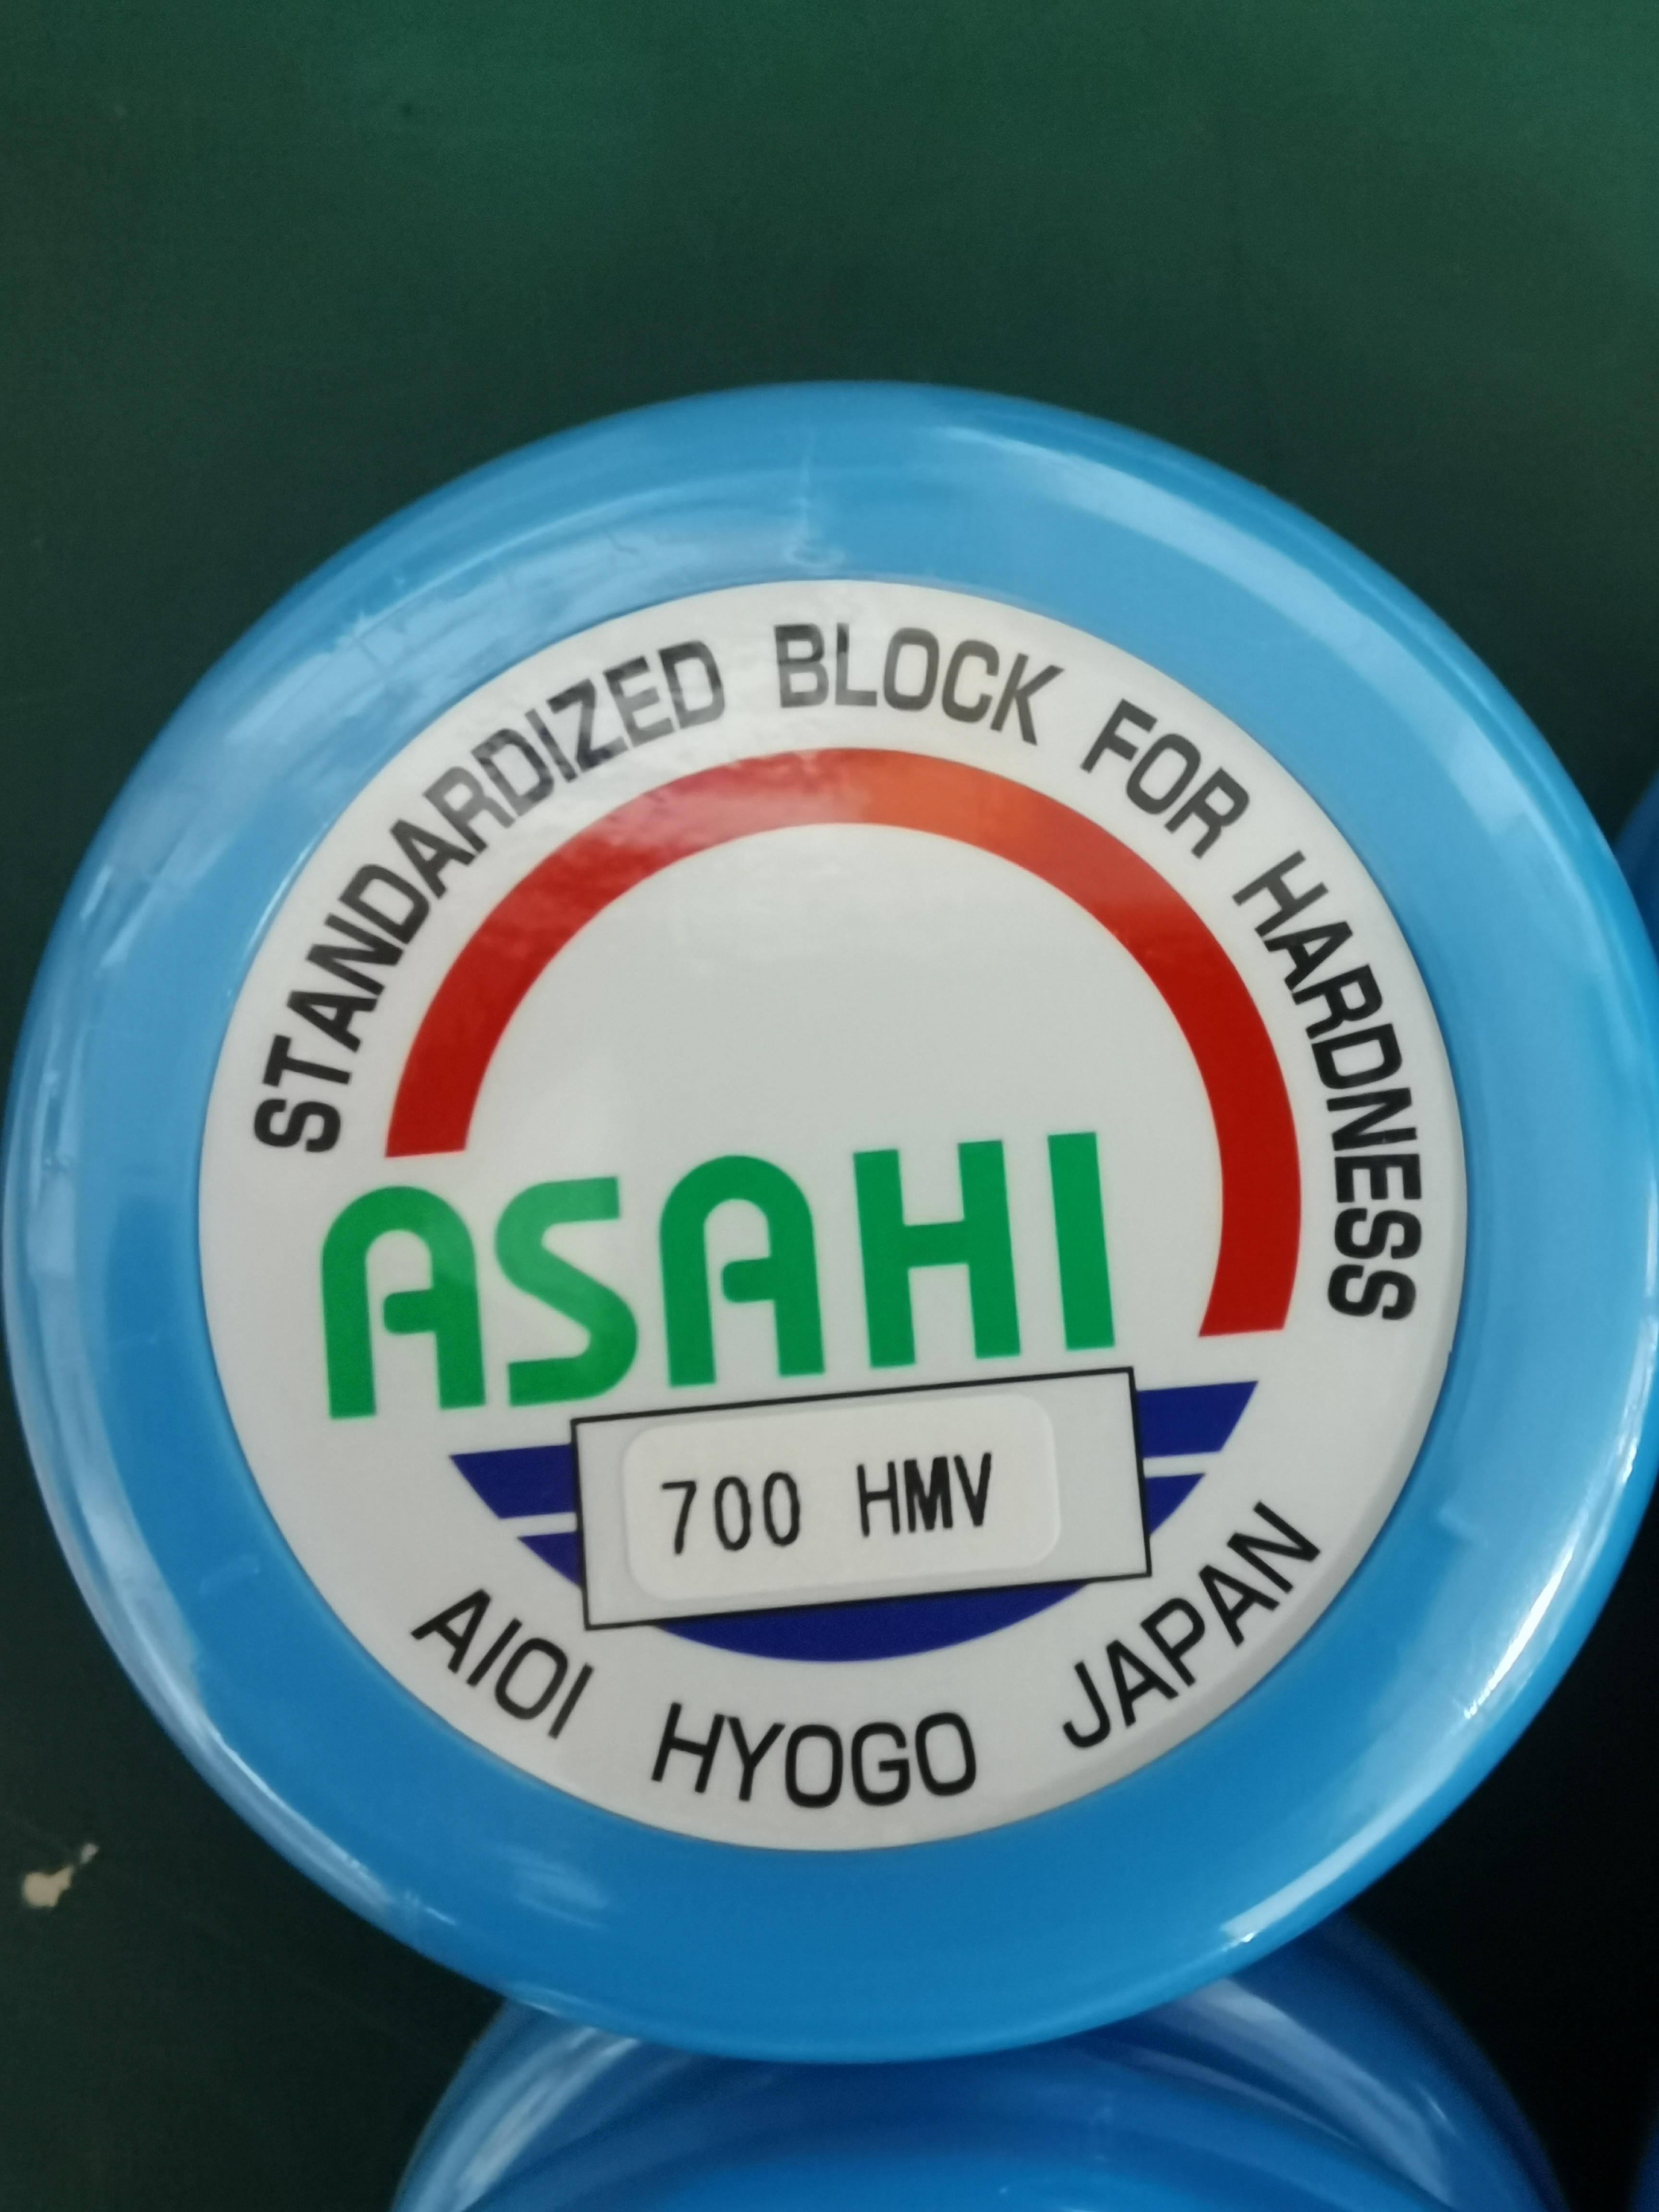 STANDARDIZED BLOCK FOR HARDNESS
ASAHI
700 HMV
AIOI HYOGO JAPAN